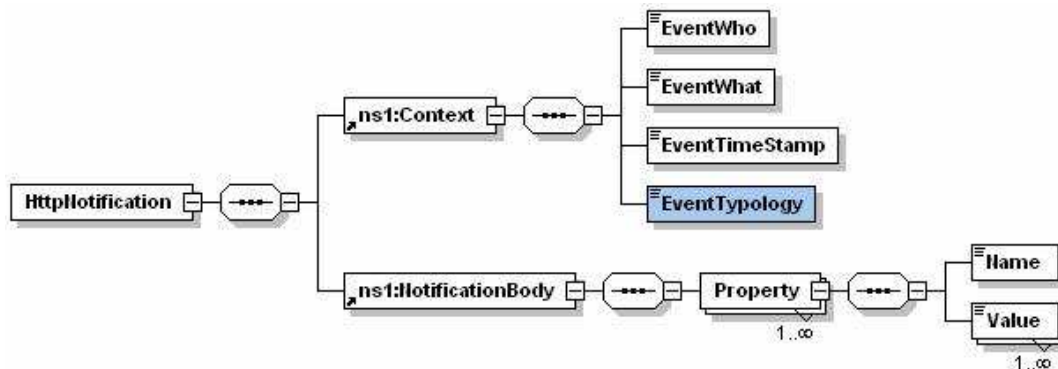 EventWho
EventWhat
ns1:Context
EventTimeStamp
HttpNotification
EventTypology
ns1:NotificationBody
Property
1..∞
Name
Value
1..∞